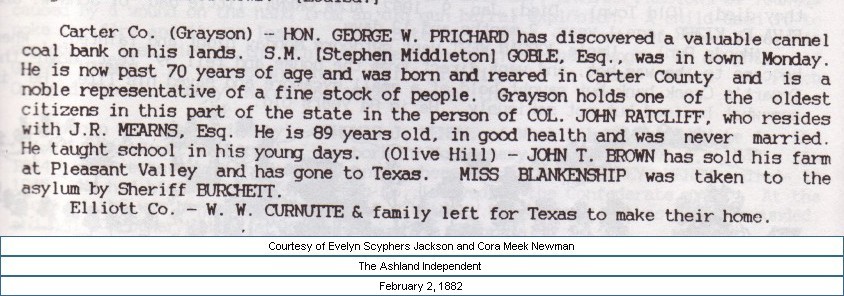 Carter Co. (Grayson) - HON. GEORGE W. PRICHARD has discovered a valuable cannel
coal bank on his lands. S.M. [Stephen Middleton] GOBLE, Esq., was in town Monday.
He is now past 70 years of age and was born and reared in Carter County and is a
noble representative of a fine stock of people. Grayson holds one of the oldest
citizens in this part of the state in the person of COL. JOHN RATCLIFF, who resides
with J.R. MEARNS, Esq. He is 89 years old, in good health and was never married.
He taught school in his young days. (Olive Hill) - JOHN T. BROWN has sold his farm
at Pleasant Valley and has gone to Texas. MISS BLANKENSHIP was taken to the
asylum by Sheriff BURCHETT.
Elliott Co. - W. W. CURNUTTE & family left for Texas to make their home.
Courtesy of Evelyn Scyphers Jackson and Cora Meek Newman
The Ashland Independent
February 2, 1882